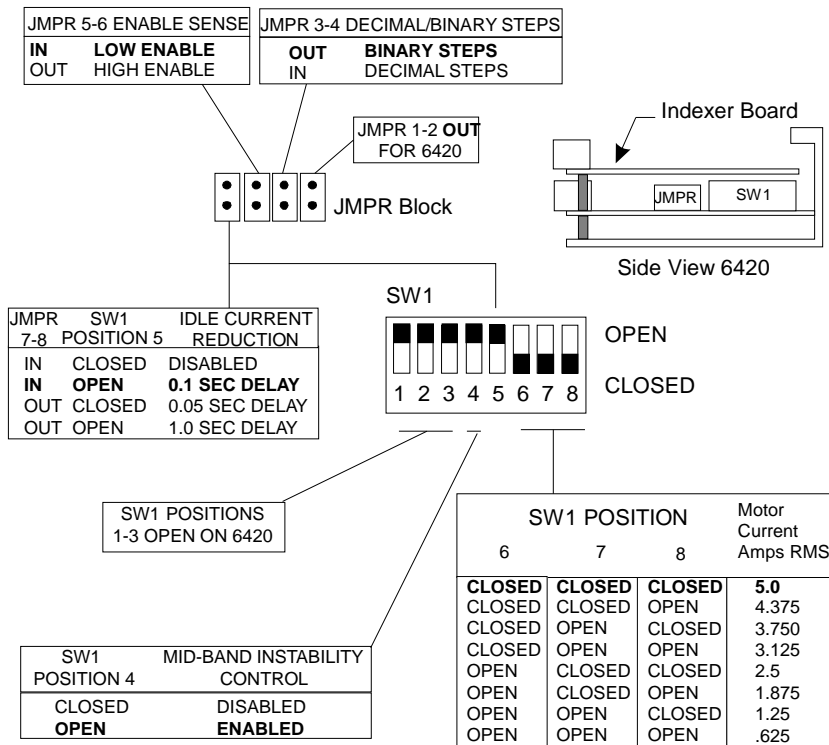 JMPR 5-6 ENABLE SENSE
IN LOW ENABLE
OUT HIGH ENABLE
JMPR 3-4 DECIMAL/BINARY STEPS
OUT BINARY STEPS
IN DECIMAL STEPS
JMPR 1-2 OUT
FOR 6420
JMPR Block
Indexer Board
JMPR
SW1
Side View 6420
JMPR SW1 IDLE CURRENT
7-8 POSITION 5 REDUCTION
IN CLOSED DISABLED
IN OPEN 0.1 SEC DELAY
OUT CLOSED 0.05 SEC DELAY
OUT OPEN 1.0 SEC DELAY
SW1
OPEN
1 2 3 4 5 6 7 8
CLOSED
SW1 POSITIONS
1-3 OPEN ON 6420
SW1 MID-BAND INSTABILITY
POSITION 4 CONTROL
CLOSED DISABLED
OPEN ENABLED
SW1 POSITION Motor
Current
6 7 8 Amps RMS
CLOSED CLOSED CLOSED 5.0
CLOSED CLOSED OPEN 4.375
CLOSED OPEN CLOSED 3.750
CLOSED OPEN OPEN 3.125
OPEN CLOSED CLOSED 2.5
OPEN CLOSED OPEN 1.875
OPEN OPEN CLOSED 1.25
OPEN OPEN OPEN .625